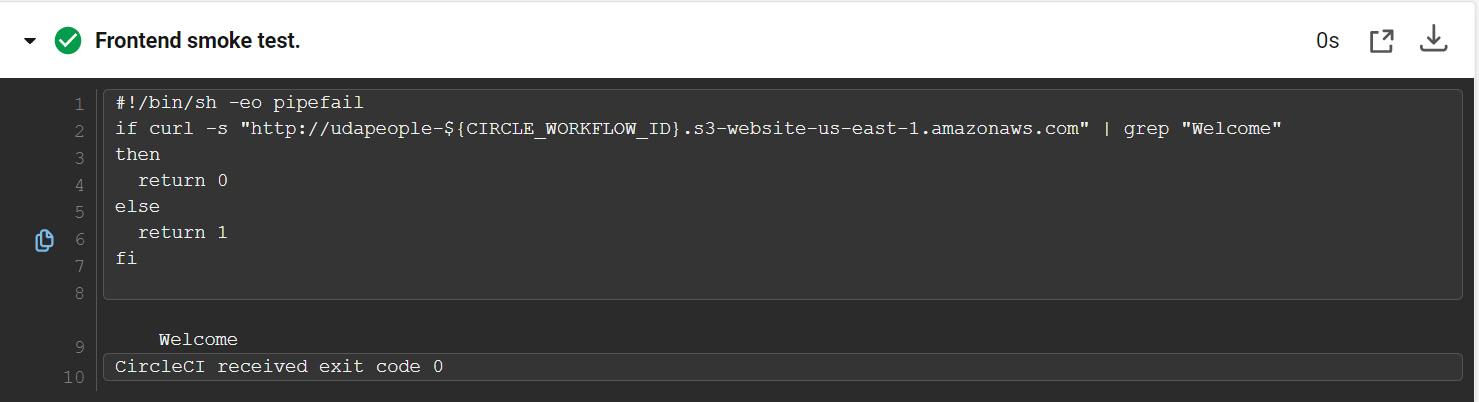 Frontend smoke test.
0s
1 #!/bin/sh -eo pipefail
2 if curl -s "http://udapeople-${CIRCLE_WORKFLOW_ID}.s3-website-us-east-1.amazonaws.com" | grep "Welcome"
3 then
4   return 0
5 else
6   return 1
7 fi
8
9     Welcome
10 CircleCI received exit code 0